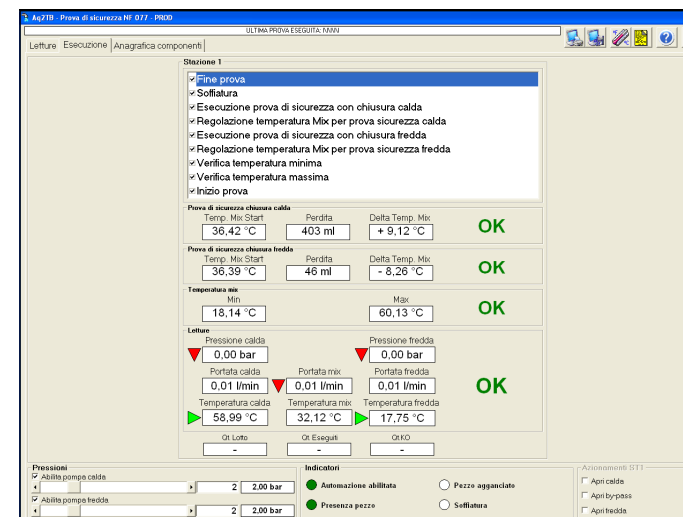 Aq2TB - Prova di sicurezza NF 077 - PROD
ULTIMA PROVA ESEGUITA: NNNN
Letture Esecuzione Anagrafica componenti
Stazione 1
Fine prova
Soffiatura
Esecuzione prova di sicurezza con chiusura calda
Regolazione temperatura Mix per prova sicurezza calda
Esecuzione prova di sicurezza con chiusura fredda
Regolazione temperatura Mix per prova sicurezza fredda
Verifica temperatura minima
Verifica temperatura massima
Inizio prova
Prova di sicurezza chiusura calda
Temp. Mix Start Perdita Delta Temp. Mix
36,42 °C 403 ml + 9,12 °C OK
Prova di sicurezza chiusura fredda
Temp. Mix Start Perdita Delta Temp. Mix
36,39 °C 46 ml - 8,26 °C OK
Temperatura mix
Min Max
18,14 °C 60,13 °C OK
Letture
Pressione calda Pressione fredda
0,00 bar 0,00 bar
Portata calda Portata mix Portata fredda
0,01 l/min 0,01 l/min 0,01 l/min OK
Temperatura calda Temperatura mix Temperatura fredda
58,99 °C 32,12 °C 17,75 °C
Qt. Lotto Qt. Eseguiti Qt.KO
- - -
Pressioni Indicatori Azionamenti ST1
Abilita pompa calda Apri calda
2 2,00 bar Automazione abilitata Pezzo agganciato
Abilita pompa fredda Apri by-pass
2 2,00 bar Presenza pezzo Soffiatura Apri fredda